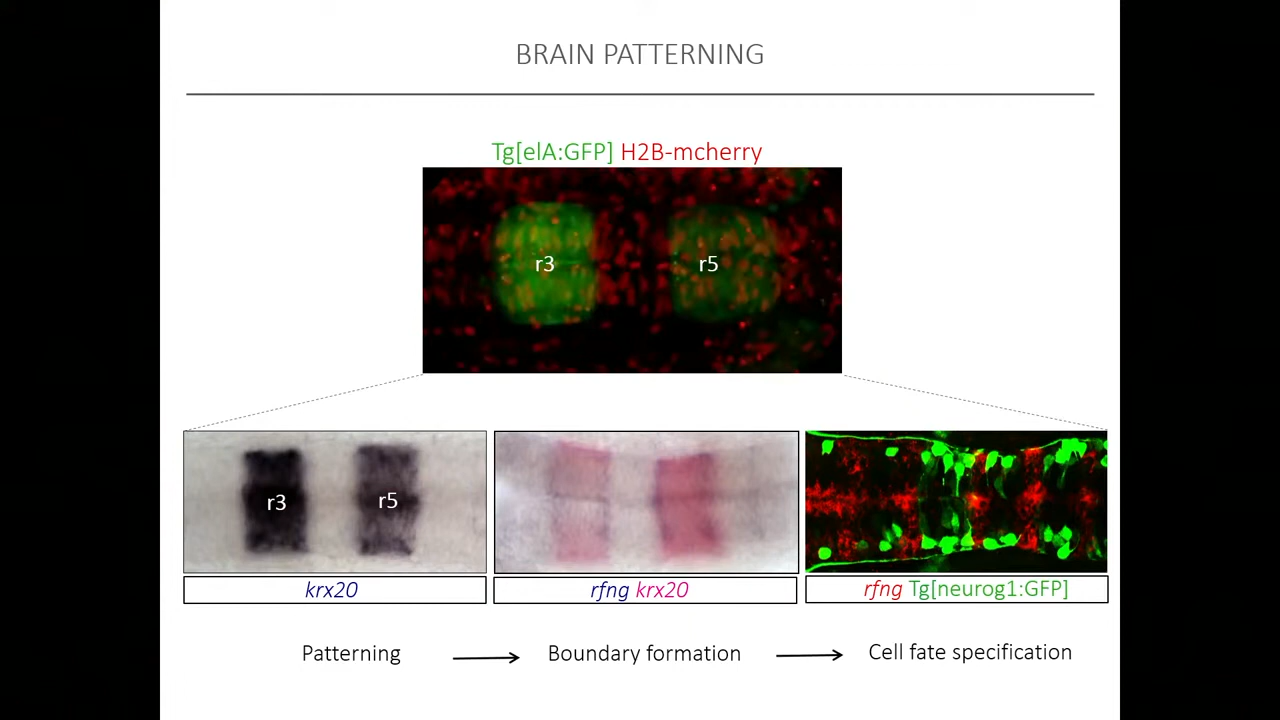 BRAIN PATTERNING
Tg[elA:GFP] H2B-mcherry
r3 r5
r3 r5
krx20
rfng krx20
rfng Tg[neurog1:GFP]
Patterning
Boundary formation
Cell fate specification